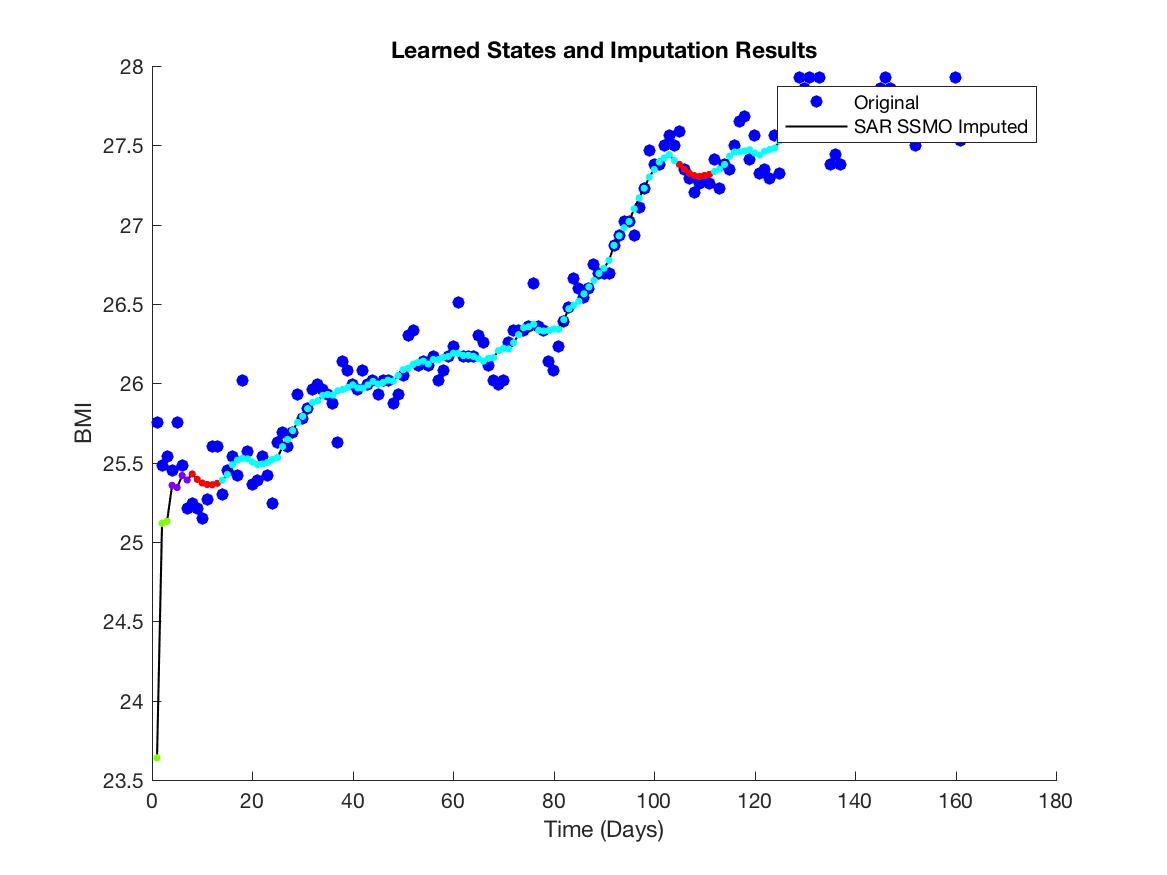 Learned States and Imputation Results
28
27.5
27
26.5
26
25.5
25
24.5
24
23.5
BMI
Original
SAR SSMO Imputed
0 20 40 60 80 100 120 140 160 180
Time (Days)